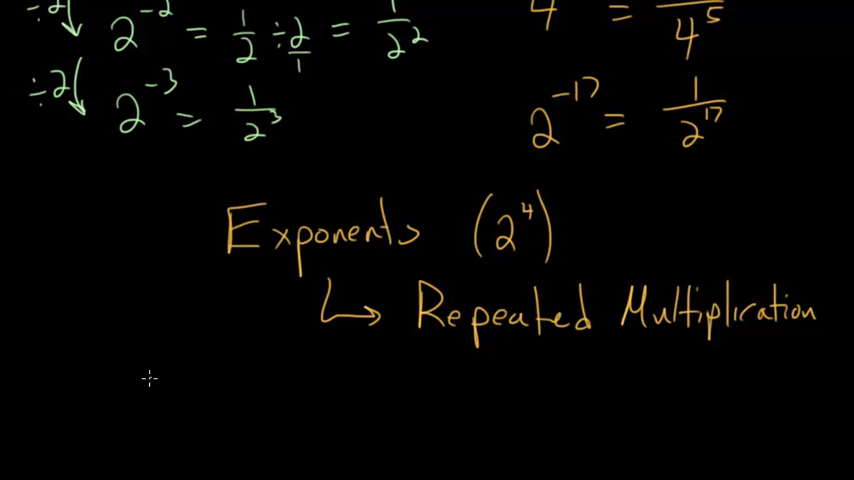 ÷2 2⁻² = 1/2 ÷ 2/1 = 1/2²
÷2 2⁻³ = 1/2³
4 = 1/4⁵
2⁻¹⁷ = 1/2¹⁷
Exponents (2⁴)
↳ Repeated Multiplication